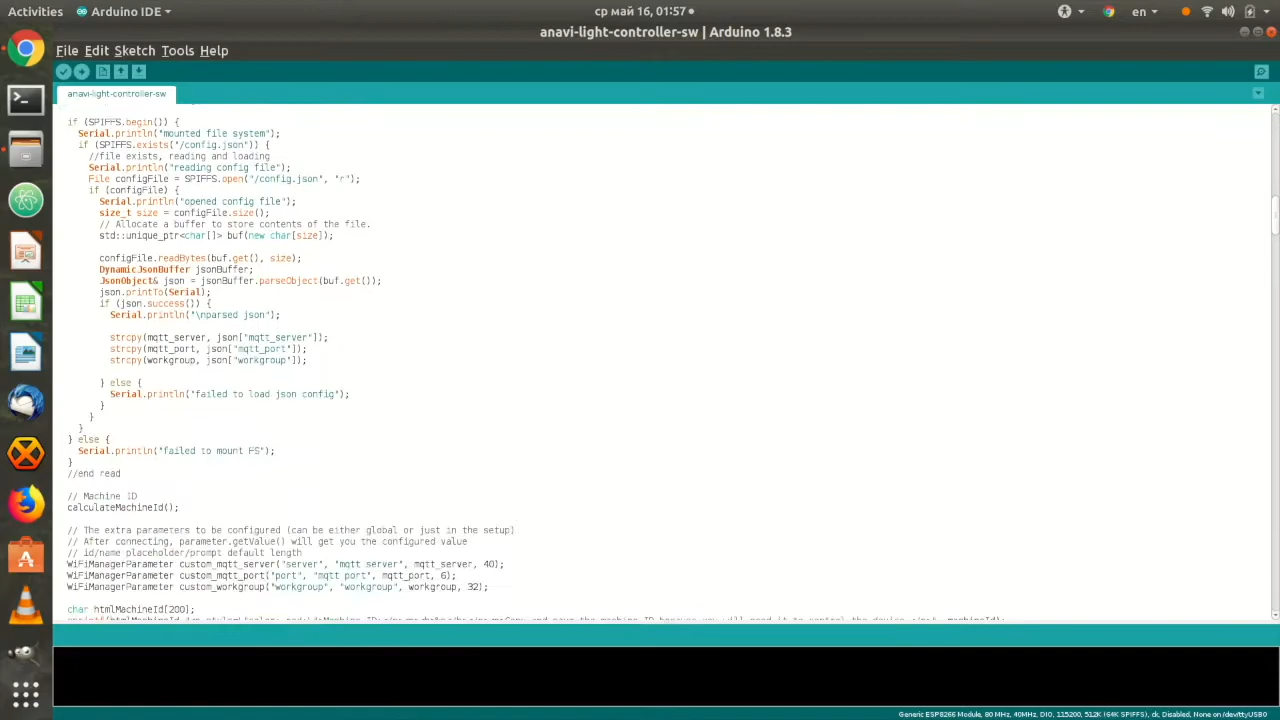 Activities Arduino IDE ср май 16, 01:57 en
anavi-light-controller-sw | Arduino 1.8.3
File Edit Sketch Tools Help
anavi-light-controller-sw
if (SPIFFS.begin()) {
Serial.println("mounted file system");
if (SPIFFS.exists("/config.json")) {
//file exists, reading and loading
Serial.println("reading config file");
File configFile = SPIFFS.open("/config.json", "r");
if (configFile) {
Serial.println("opened config file");
size_t size = configFile.size();
// Allocate a buffer to store contents of the file.
std::unique_ptr<char[]> buf(new char[size]);
configFile.readBytes(buf.get(), size);
DynamicJsonBuffer jsonBuffer;
JsonObject& json = jsonBuffer.parseObject(buf.get());
json.printTo(Serial);
if (json.success()) {
Serial.println("\nparsed json");
strcpy(mqtt_server, json["mqtt_server"]);
strcpy(mqtt_port, json["mqtt_port"]);
strcpy(workgroup, json["workgroup"]);
} else {
Serial.println("failed to load json config");
}
}
}
} else {
Serial.println("failed to mount FS");
}
//end read
// Machine ID
calculateMachineId();
// The extra parameters to be configured (can be either global or just in the setup)
// After connecting, parameter.getValue() will get you the configured value
// id/name placeholder/prompt default length
WiFiManagerParameter custom_mqtt_server("server", "mqtt server", mqtt_server, 40);
WiFiManagerParameter custom_mqtt_port("port", "mqtt port", mqtt_port, 6);
WiFiManagerParameter custom_workgroup("workgroup", "workgroup", workgroup, 32);
char htmlMachineId[200];
Generic ESP8266 Module, 80 MHz, 40MHz, DIO, 115200, 512K (64K SPIFFS), ck, Disabled, None on /dev/ttyUSB0